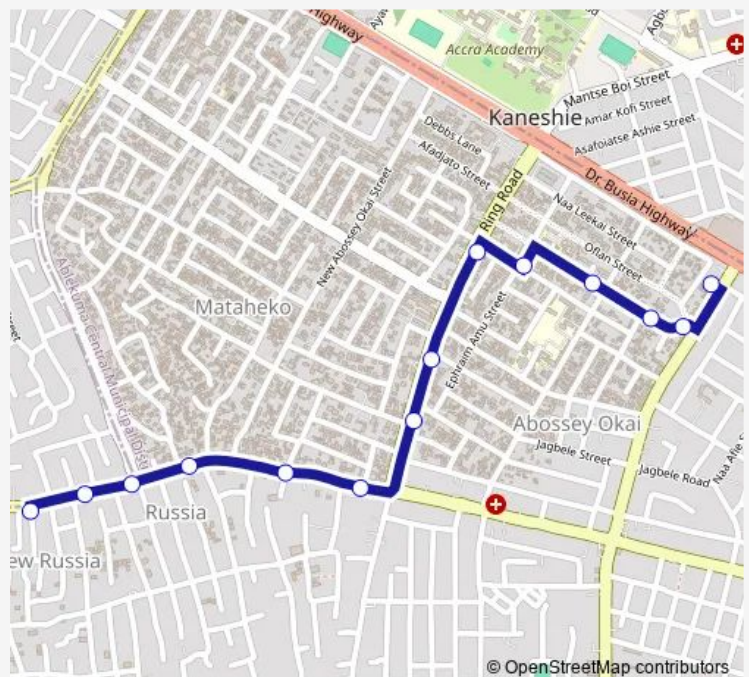 Highway
Accra Academy
Mantse Boi Street
Kaneshie
Amar Kofi Street
Debbs Lane
Asafoiatse Ashie Street
Afadjato Street
Dr. Busia Highway
Ring Road
New Abossey Okai Street
Naa Leekai Street
Oflan Street
Ablekuma Central Municipal Distri
Mataheko
Ephraim Amu Street
Abossey Okai
Jagbele Street
Jagbele Road
Russia
ew Russia
© OpenStreetMap contributors